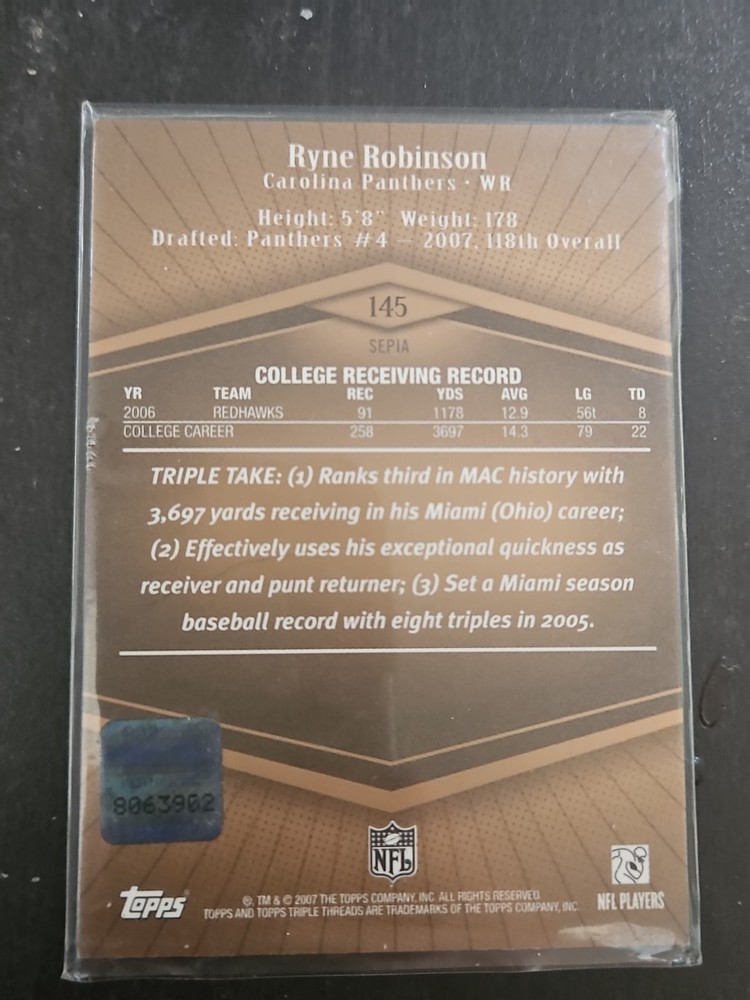 Ryne Robinson
Carolina Panthers · WR
Height: 5'8" Weight: 178
Drafted: Panthers #4 – 2007, 118th Overall
145
SEPIA
COLLEGE RECEIVING RECORD
YR TEAM REC YDS AVG LG TD
2006 REDHAWKS 91 1178 12.9 56t 8
COLLEGE CAREER 258 3697 14.3 79 22
TRIPLE TAKE: (1) Ranks third in MAC history with
3,697 yards receiving in his Miami (Ohio) career;
(2) Effectively uses his exceptional quickness as
receiver and punt returner; (3) Set a Miami season
baseball record with eight triples in 2005.
8063902
NFL
Topps
®, TM & © 2007 THE TOPPS COMPANY, INC. ALL RIGHTS RESERVED.
TOPPS AND TOPPS TRIPLE THREADS ARE TRADEMARKS OF THE TOPPS COMPANY, INC.
NFL PLAYERS